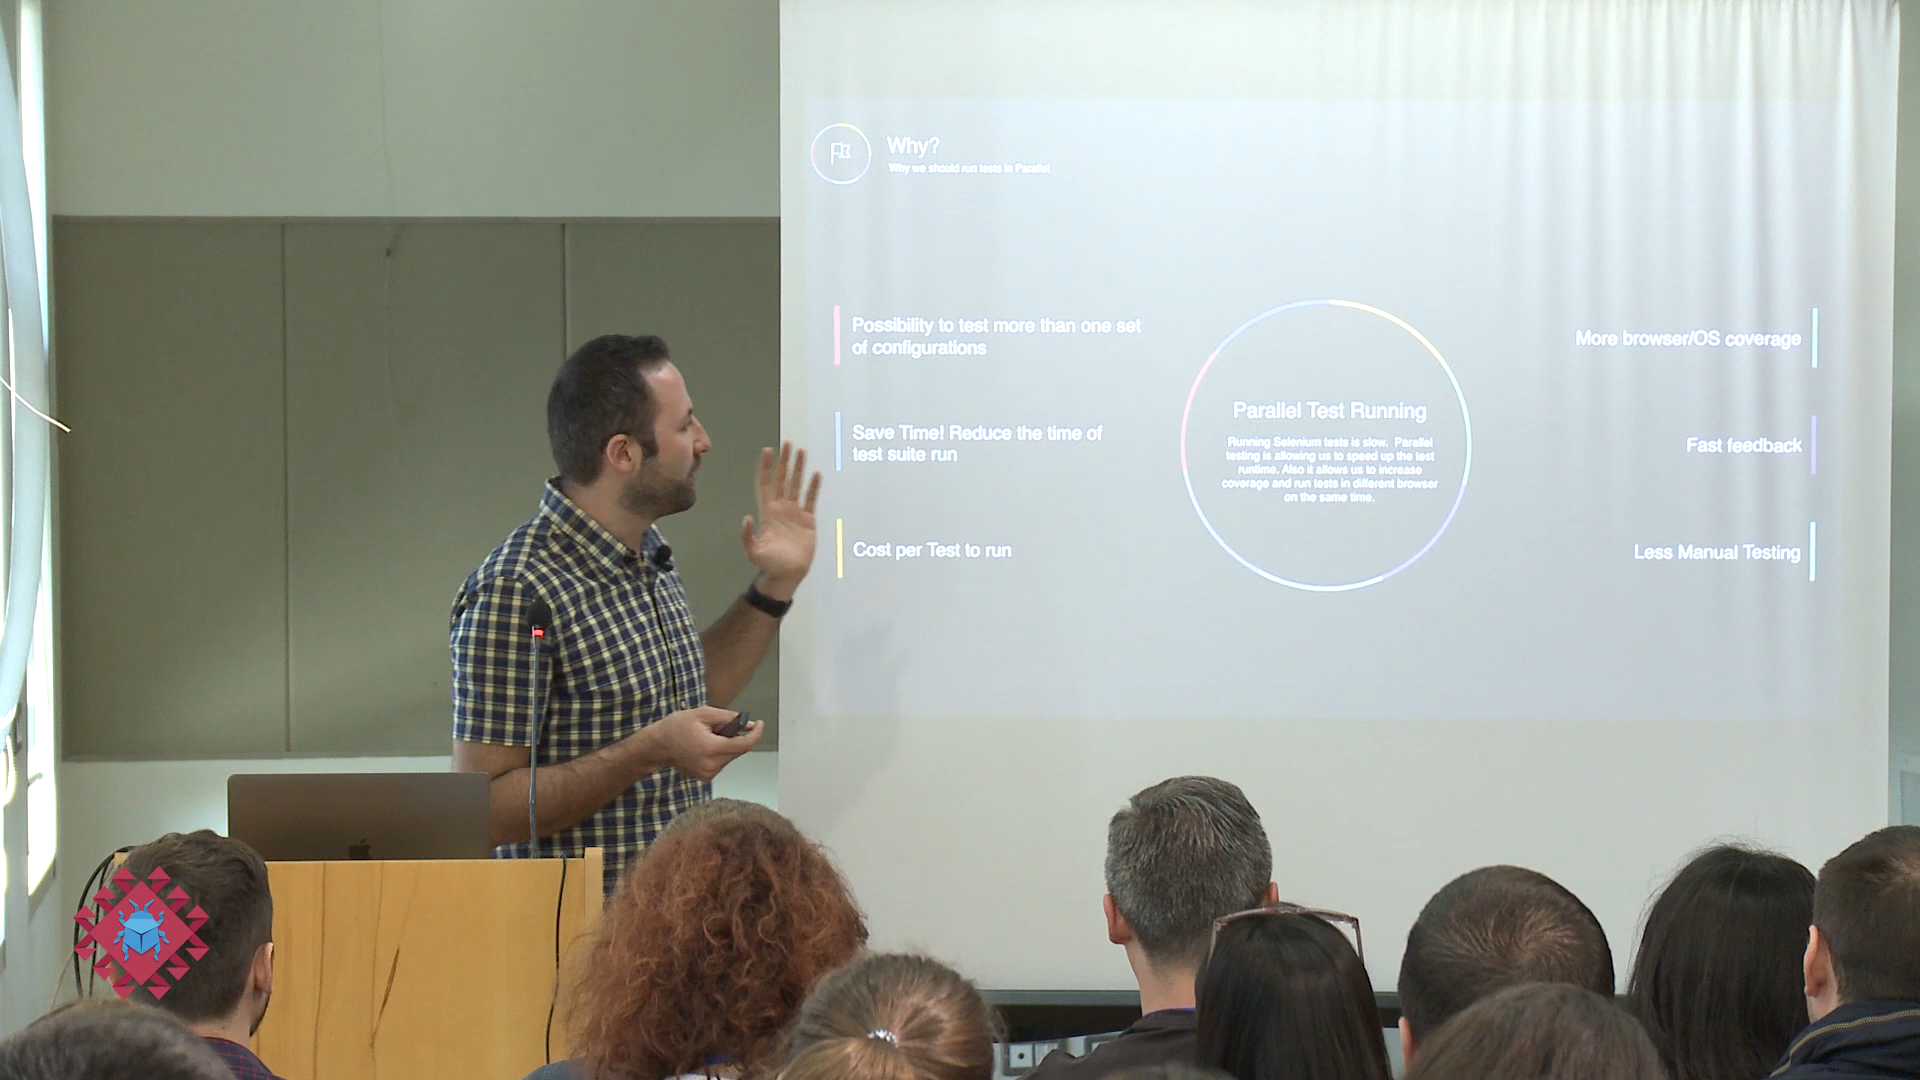 Why?
Why we should run tests in Parallel
Possibility to test more than one set
of configurations
Save Time! Reduce the time of
test suite run
Cost per Test to run
Parallel Test Running
Running Selenium tests is slow. Parallel
testing is allowing us to speed up the test
runtime. Also it allows us to increase
coverage and run tests in different browser
on the same time.
More browser/OS coverage
Fast feedback
Less Manual Testing